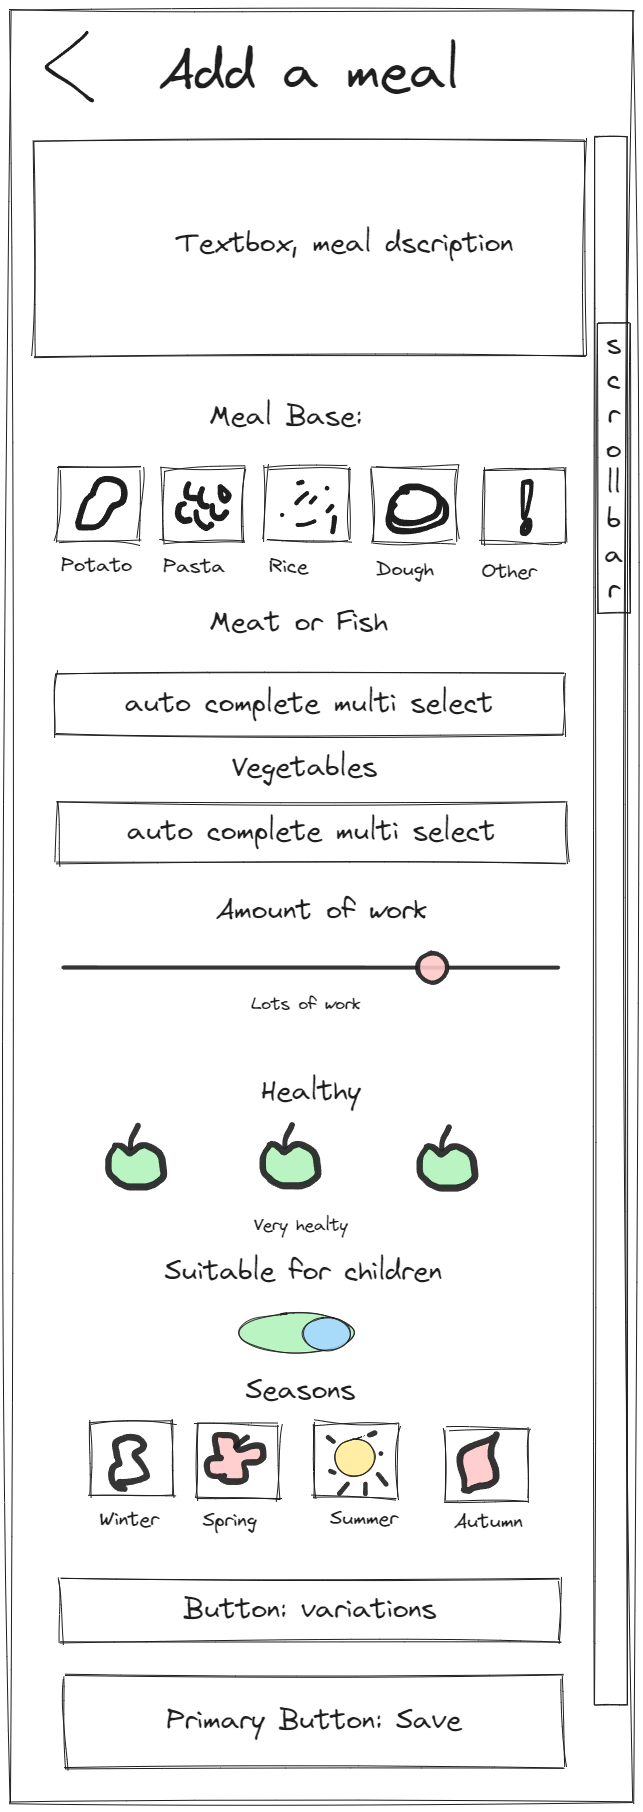 Add a meal
Textbox, meal dscription
scrollbar
Meal Base:
Potato Pasta Rice Dough Other
Meat or Fish
auto complete multi select
Vegetables
auto complete multi select
Amount of work
Lots of work
Healthy
Very healty
Suitable for children
Seasons
Winter Spring Summer Autumn
Button: variations
Primary Button: Save